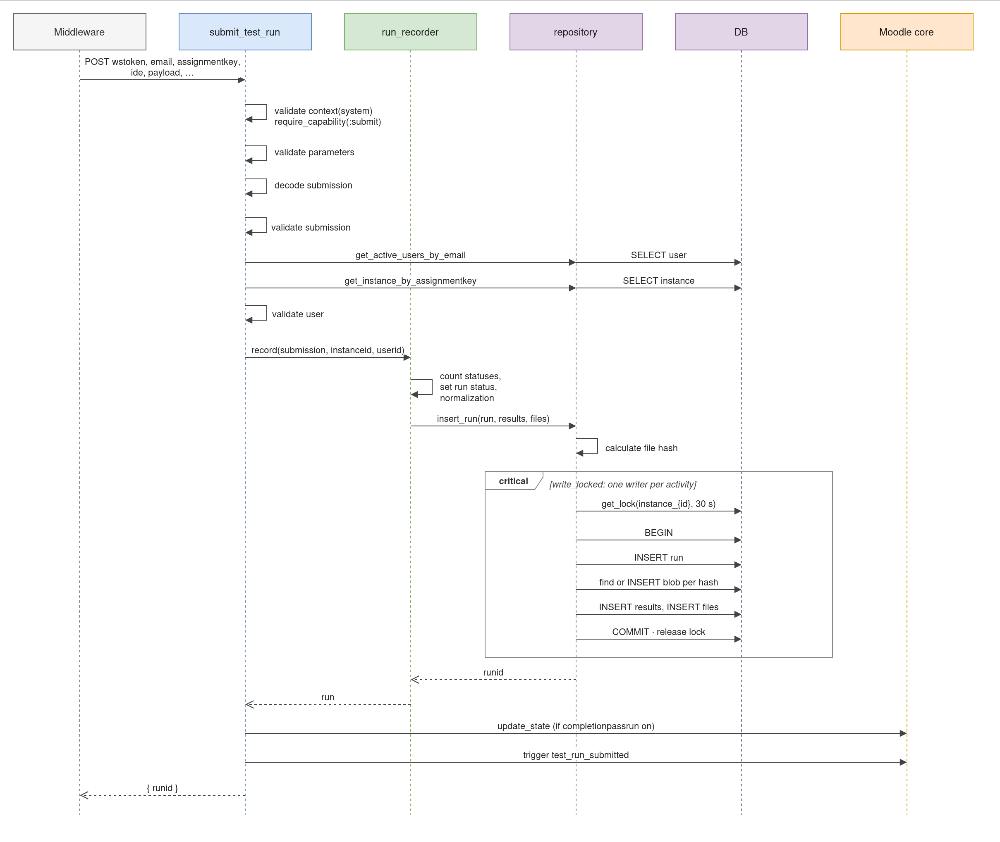 Middleware
submit_test_run
run_recorder
repository
DB
Moodle core
POST wstoken, email, assignmentkey,
ide, payload, …
validate context(system)
require_capability(:submit)
validate parameters
decode submission
validate submission
get_active_users_by_email
SELECT user
get_instance_by_assignmentkey
SELECT instance
validate user
record(submission, instanceid, userid)
count statuses,
set run status,
normalization
insert_run(run, results, files)
calculate file hash
critical
[write_locked: one writer per activity]
get_lock(instance_{id}, 30 s)
BEGIN
INSERT run
find or INSERT blob per hash
INSERT results, INSERT files
COMMIT · release lock
runid
run
update_state (if completionpassrun on)
trigger test_run_submitted
{ runid }